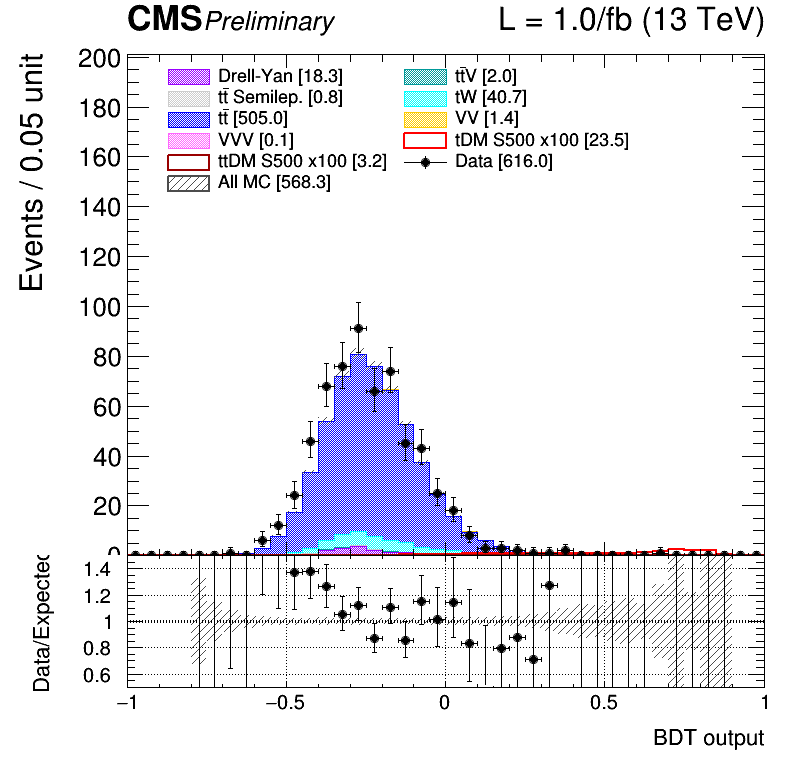 CMS Preliminary L = 1.0/fb (13 TeV)
Events / 0.05 unit
200
180
160
140
120
100
80
60
40
20
0
Drell-Yan [18.3]
tt̄ Semilep. [0.8]
tt̄ [505.0]
VVV [0.1]
ttDM S500 x100 [3.2]
All MC [568.3]
tt̄V [2.0]
tW [40.7]
VV [1.4]
tDM S500 x100 [23.5]
Data [616.0]
Data/Expected
1.4
1.2
1
0.8
0.6
−1 −0.5 0 0.5 1
BDT output